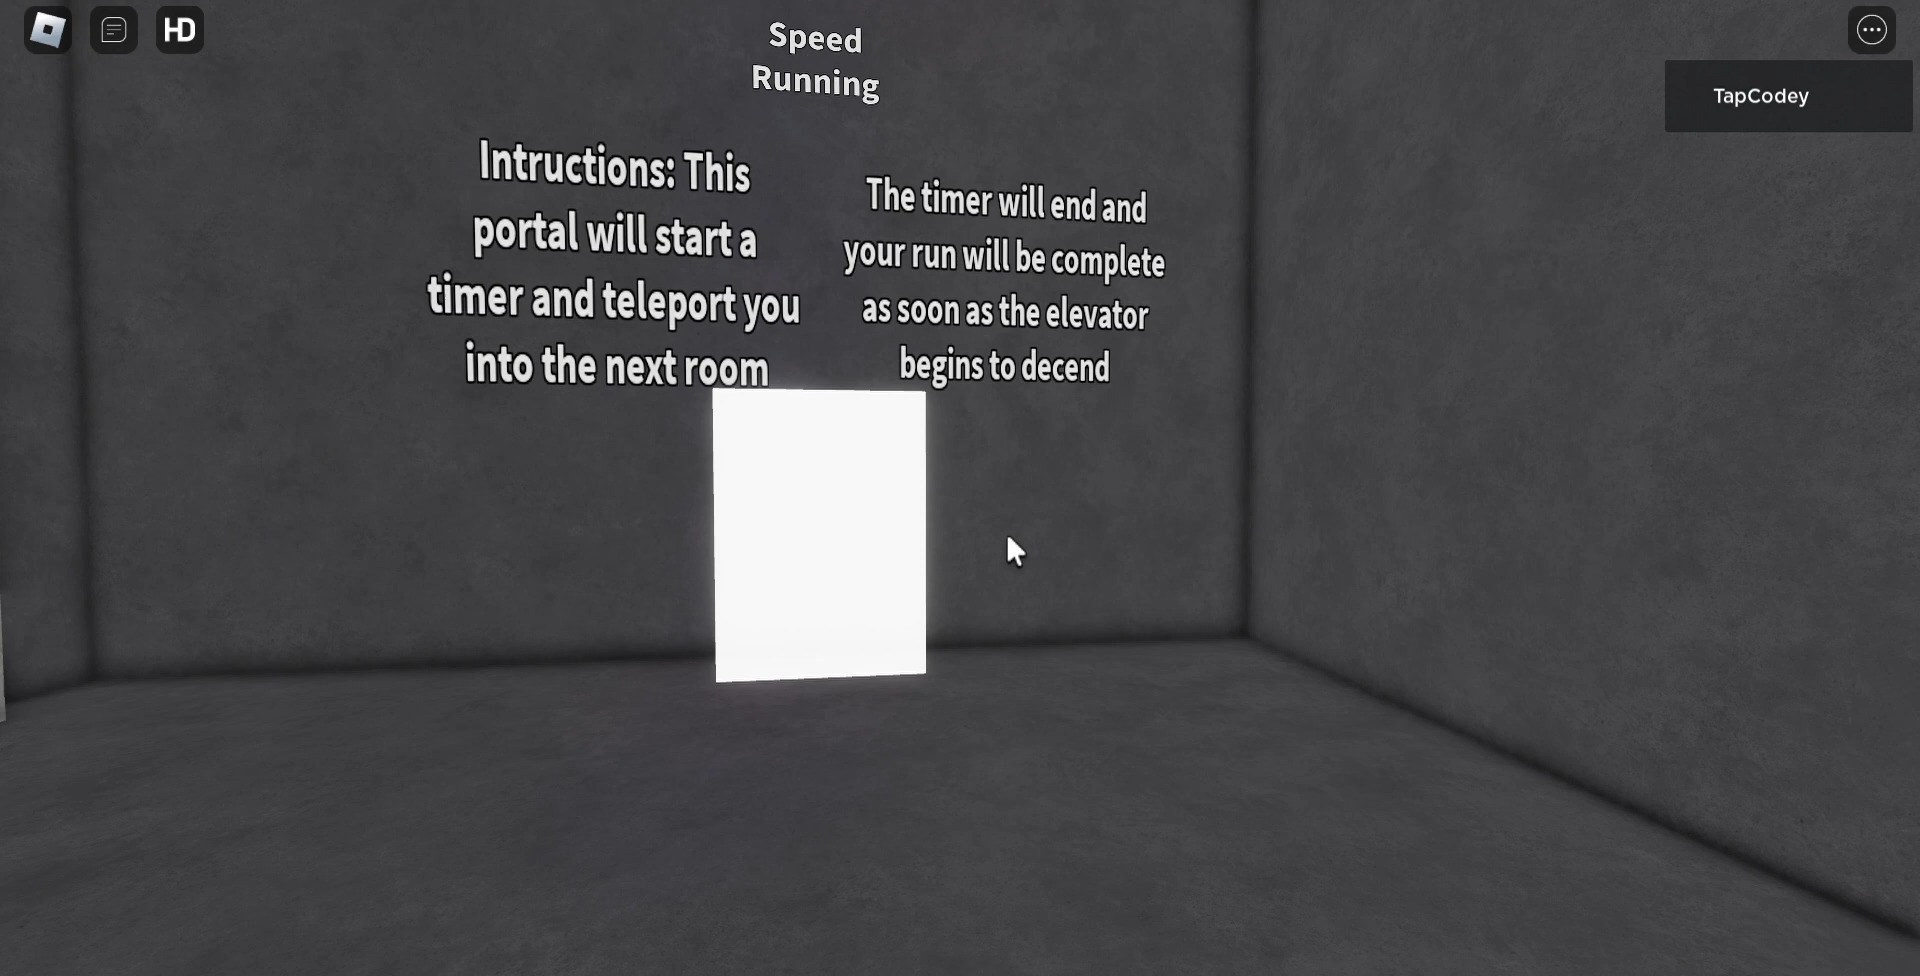 HD
Speed
Running
TapCodey
Intructions: This
portal will start a
timer and teleport you
into the next room
The timer will end and
your run will be complete
as soon as the elevator
begins to decend